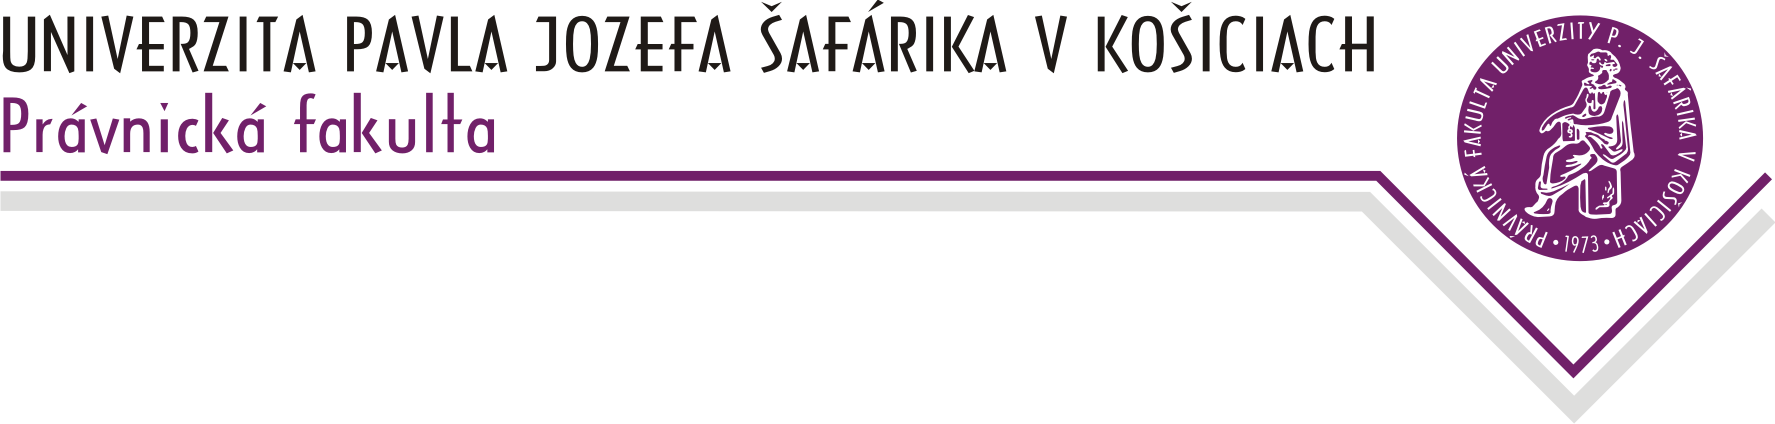 UNIVERZITA PAVLA JOZEFA ŠAFÁRIKA V KOŠICIACH
Právnická fakulta
PRÁVNICKÁ FAKULTA UNIVERZITY P. J. ŠAFÁRIKA V KOŠICIACH
• 1973 •